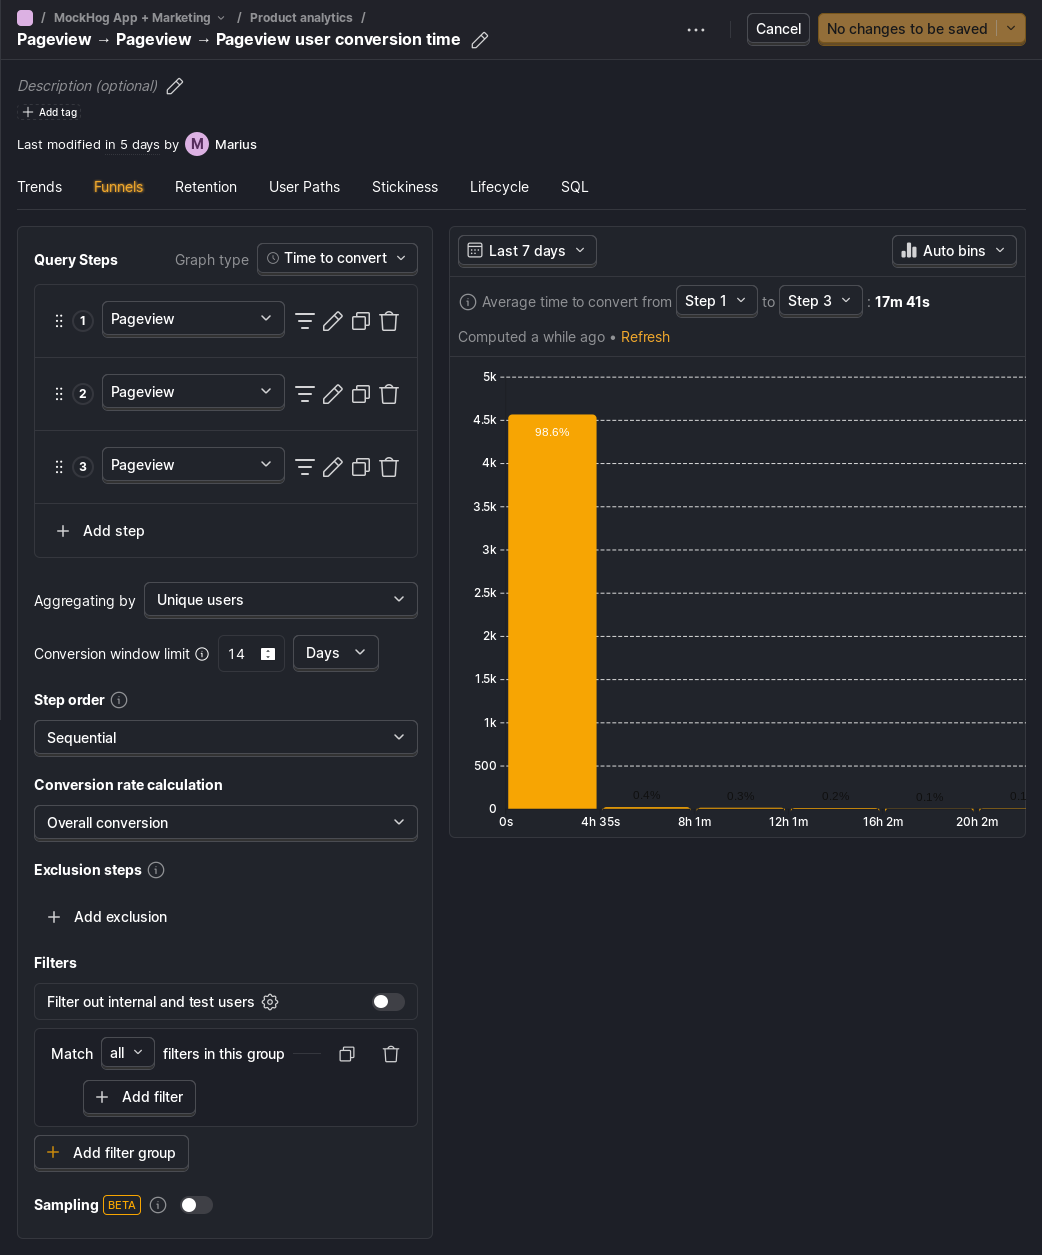 / MockHog App + Marketing / Product analytics /
Pageview → Pageview → Pageview user conversion time
Cancel
No changes to be saved
Description (optional)
Add tag
Last modified in 5 days by M Marius
Trends Funnels Retention User Paths Stickiness Lifecycle SQL
Query Steps Graph type Time to convert
1 Pageview
2 Pageview
3 Pageview
Add step
Aggregating by Unique users
Conversion window limit 14 Days
Step order
Sequential
Conversion rate calculation
Overall conversion
Exclusion steps
Add exclusion
Filters
Filter out internal and test users
Match all filters in this group
Add filter
Add filter group
Sampling BETA
Last 7 days Auto bins
Average time to convert from Step 1 to Step 3 : 17m 41s
Computed a while ago • Refresh
5k
4.5k
98.6%
4k
3.5k
3k
2.5k
2k
1.5k
1k
500
0.4% 0.3% 0.2% 0.1% 0.1
0
0s 4h 35s 8h 1m 12h 1m 16h 2m 20h 2m